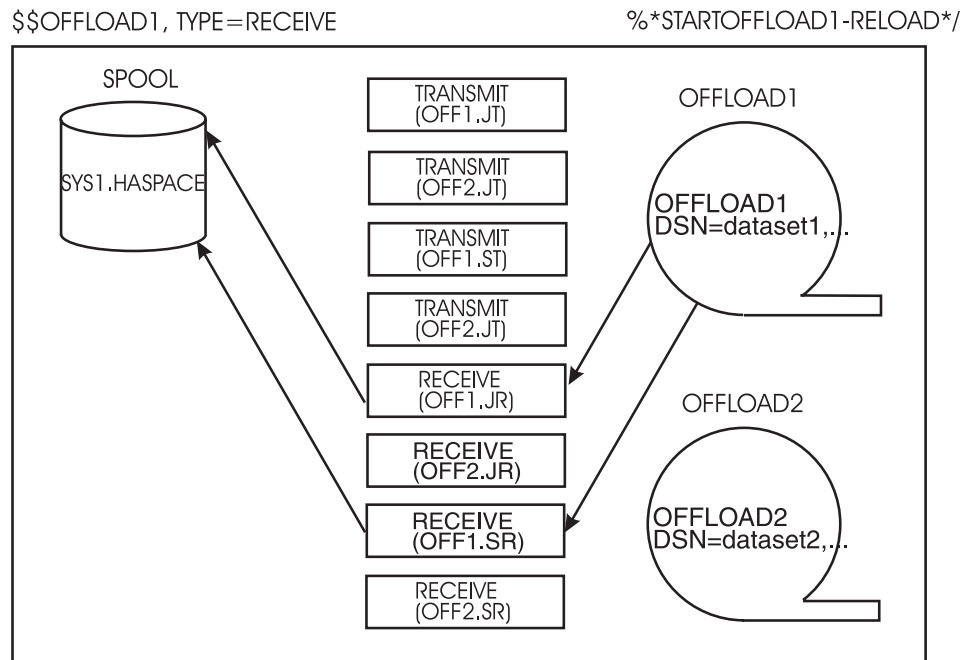 $$OFFLOAD1, TYPE=RECEIVE
%*STARTOFFLOAD1-RELOAD*/
SPOOL
SYS1.HASPACE
TRANSMIT
(OFF1.JT)
TRANSMIT
(OFF2.JT)
TRANSMIT
(OFF1.ST)
TRANSMIT
(OFF2.JT)
RECEIVE
(OFF1.JR)
RECEIVE
(OFF2.JR)
RECEIVE
(OFF1.SR)
RECEIVE
(OFF2.SR)
OFFLOAD1
OFFLOAD1
DSN=dataset1,...
OFFLOAD2
OFFLOAD2
DSN=dataset2,...